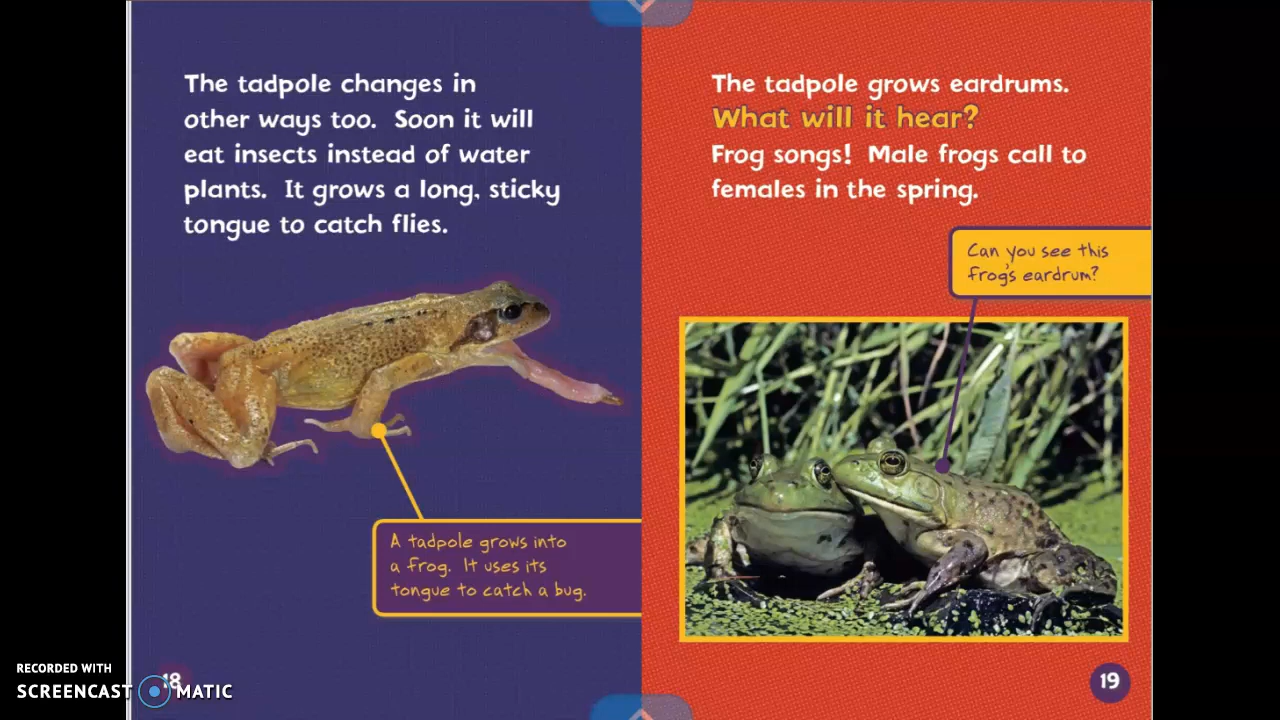 The tadpole changes in
other ways too. Soon it will
eat insects instead of water
plants. It grows a long, sticky
tongue to catch flies.
A tadpole grows into
a frog. It uses its
tongue to catch a bug.
18
The tadpole grows eardrums.
What will it hear?
Frog songs! Male frogs call to
females in the spring.
Can you see this
frog's eardrum?
19
RECORDED WITH
SCREENCAST MATIC